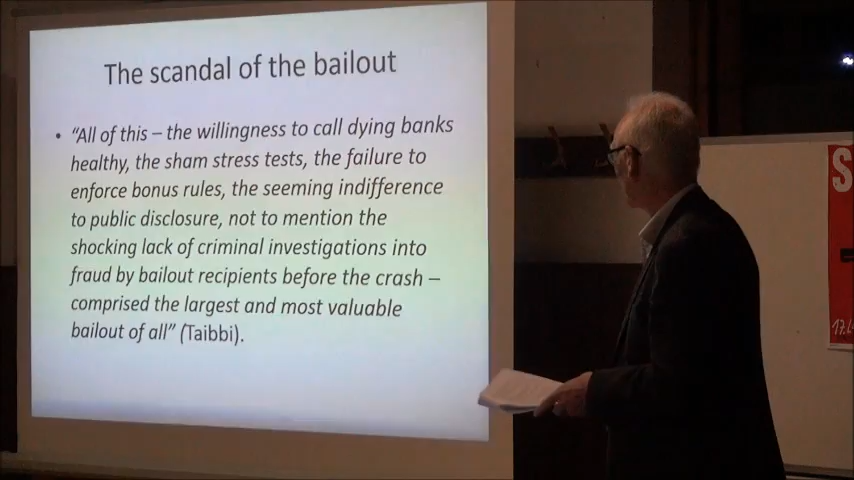 The scandal of the bailout
• "All of this – the willingness to call dying banks
healthy, the sham stress tests, the failure to
enforce bonus rules, the seeming indifference
to public disclosure, not to mention the
shocking lack of criminal investigations into
fraud by bailout recipients before the crash –
comprised the largest and most valuable
bailout of all" (Taibbi).
S
17.